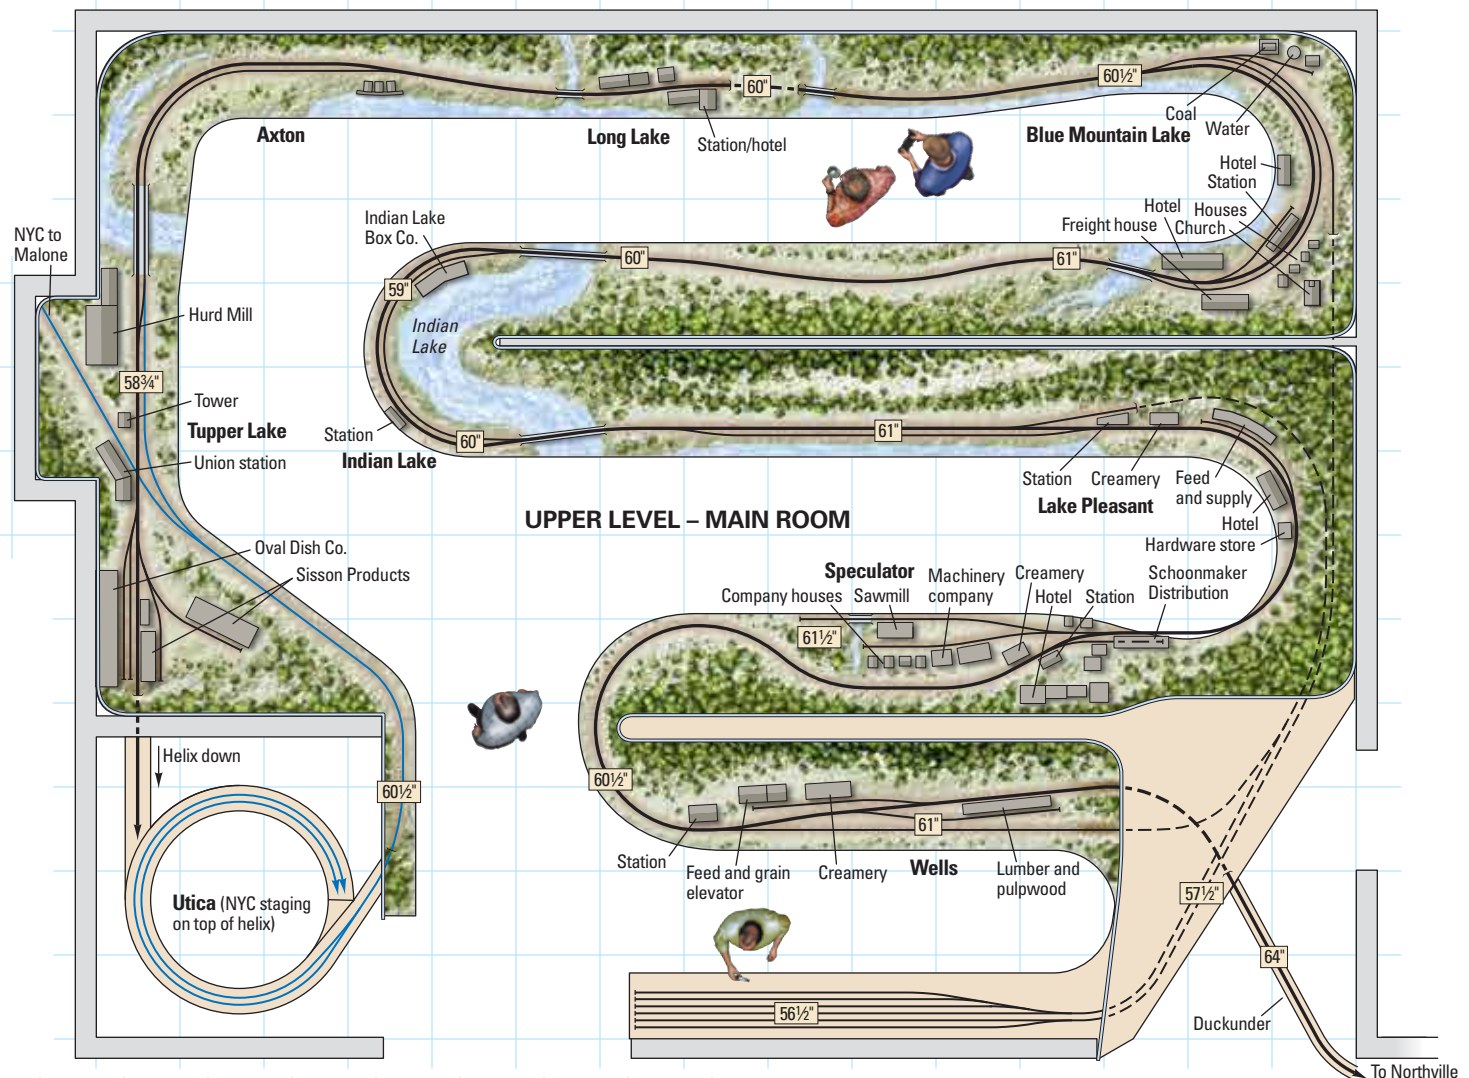 60"
60½"
Coal
Water
Axton
Long Lake
Station/hotel
Blue Mountain Lake
Hotel
Station
NYC to
Malone
Indian Lake
Box Co.
Hotel
Houses
Freight house
Church
60"
61"
59"
Hurd Mill
Indian
Lake
58¾"
Tower
Tupper Lake
Station
Indian Lake
60"
61"
Union station
Station
Creamery
Feed
and supply
Lake Pleasant
Hotel
Hardware store
UPPER LEVEL – MAIN ROOM
Oval Dish Co.
Sisson Products
Speculator
Machinery
company
Creamery
Hotel
Station
Schoonmaker
Distribution
Company houses
Sawmill
61½"
Helix down
60½"
60½"
61"
Station
Feed and grain
elevator
Creamery
Wells
Lumber and
pulpwood
57½"
Utica (NYC staging
on top of helix)
64"
56½"
Duckunder
To Northville